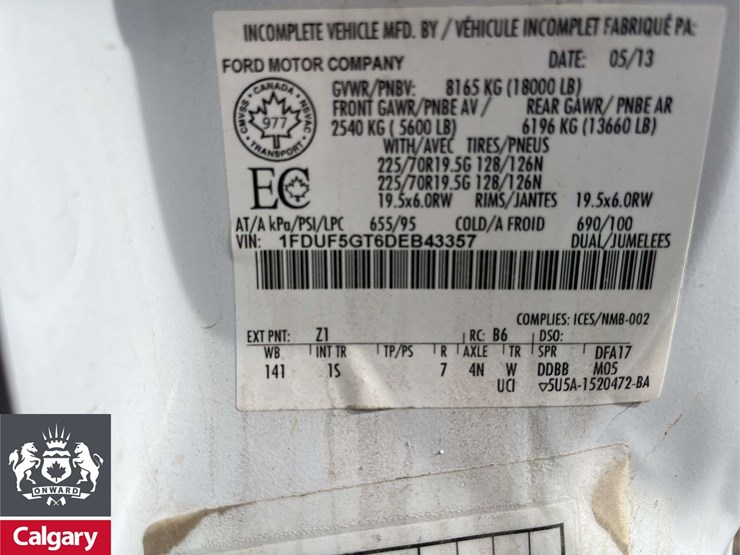 INCOMPLETE VEHICLE MFD. BY / VÉHICULE INCOMPLET FABRIQUÉ PA:
FORD MOTOR COMPANY DATE: 05/13
GVWR/PNBV: 8165 KG (18000 LB)
FRONT GAWR/PNBE AV / REAR GAWR/ PNBE AR
2540 KG ( 5600 LB) 6196 KG (13660 LB)
WITH/AVEC TIRES/PNEUS
225/70R19.5G 128/126N
225/70R19.5G 128/126N
19.5x6.0RW RIMS/JANTES 19.5x6.0RW
CANADA
CMVSS NSVAC
977
TRANSPORT
EC
AT/A kPa/PSI/LPC 655/95 COLD/A FROID 690/100
VIN: 1FDUF5GT6DEB43357 DUAL/JUMELEES
COMPLIES: ICES/NMB-002
EXT PNT: Z1 RC: B6 DSO:
WB INT TR TP/PS R AXLE TR SPR DFA17
141 1S 7 4N W DDBB M05
UCI ▽5U5A-1520472-BA
ONWARD
Calgary